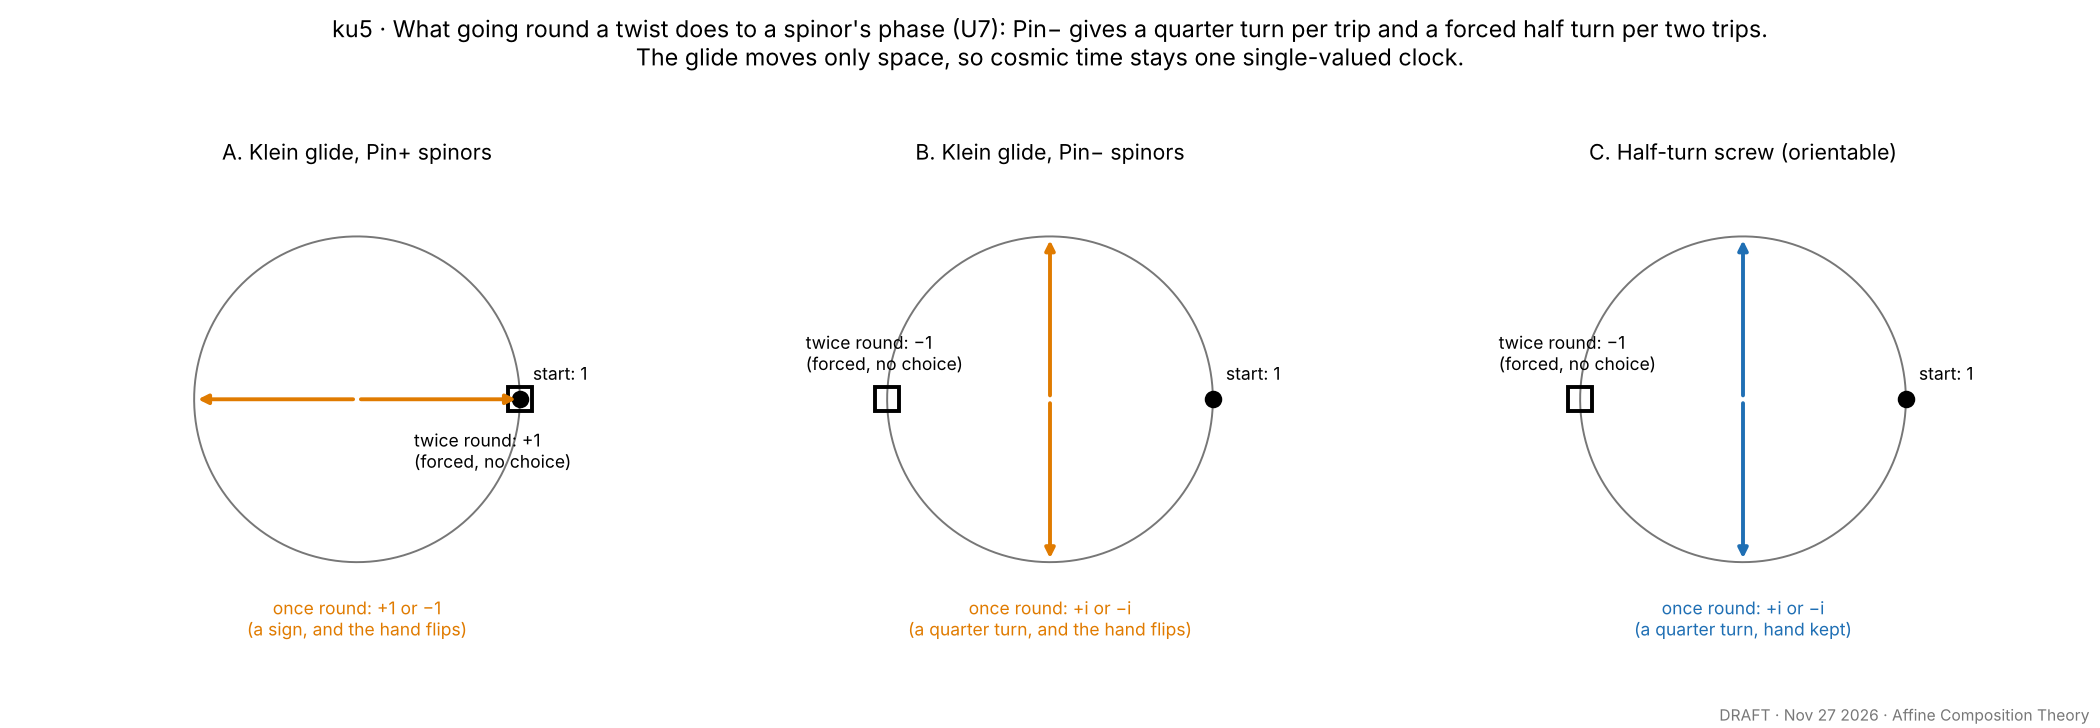 ku5 · What going round a twist does to a spinor's phase (U7): Pin− gives a quarter turn per trip and a forced half turn per two trips.
The glide moves only space, so cosmic time stays one single-valued clock.
A. Klein glide, Pin+ spinors
start: 1
twice round: +1
(forced, no choice)
once round: +1 or −1
(a sign, and the hand flips)
B. Klein glide, Pin− spinors
twice round: −1
(forced, no choice)
start: 1
once round: +i or −i
(a quarter turn, and the hand flips)
C. Half-turn screw (orientable)
twice round: −1
(forced, no choice)
start: 1
once round: +i or −i
(a quarter turn, hand kept)
DRAFT · Nov 27 2026 · Affine Composition Theory